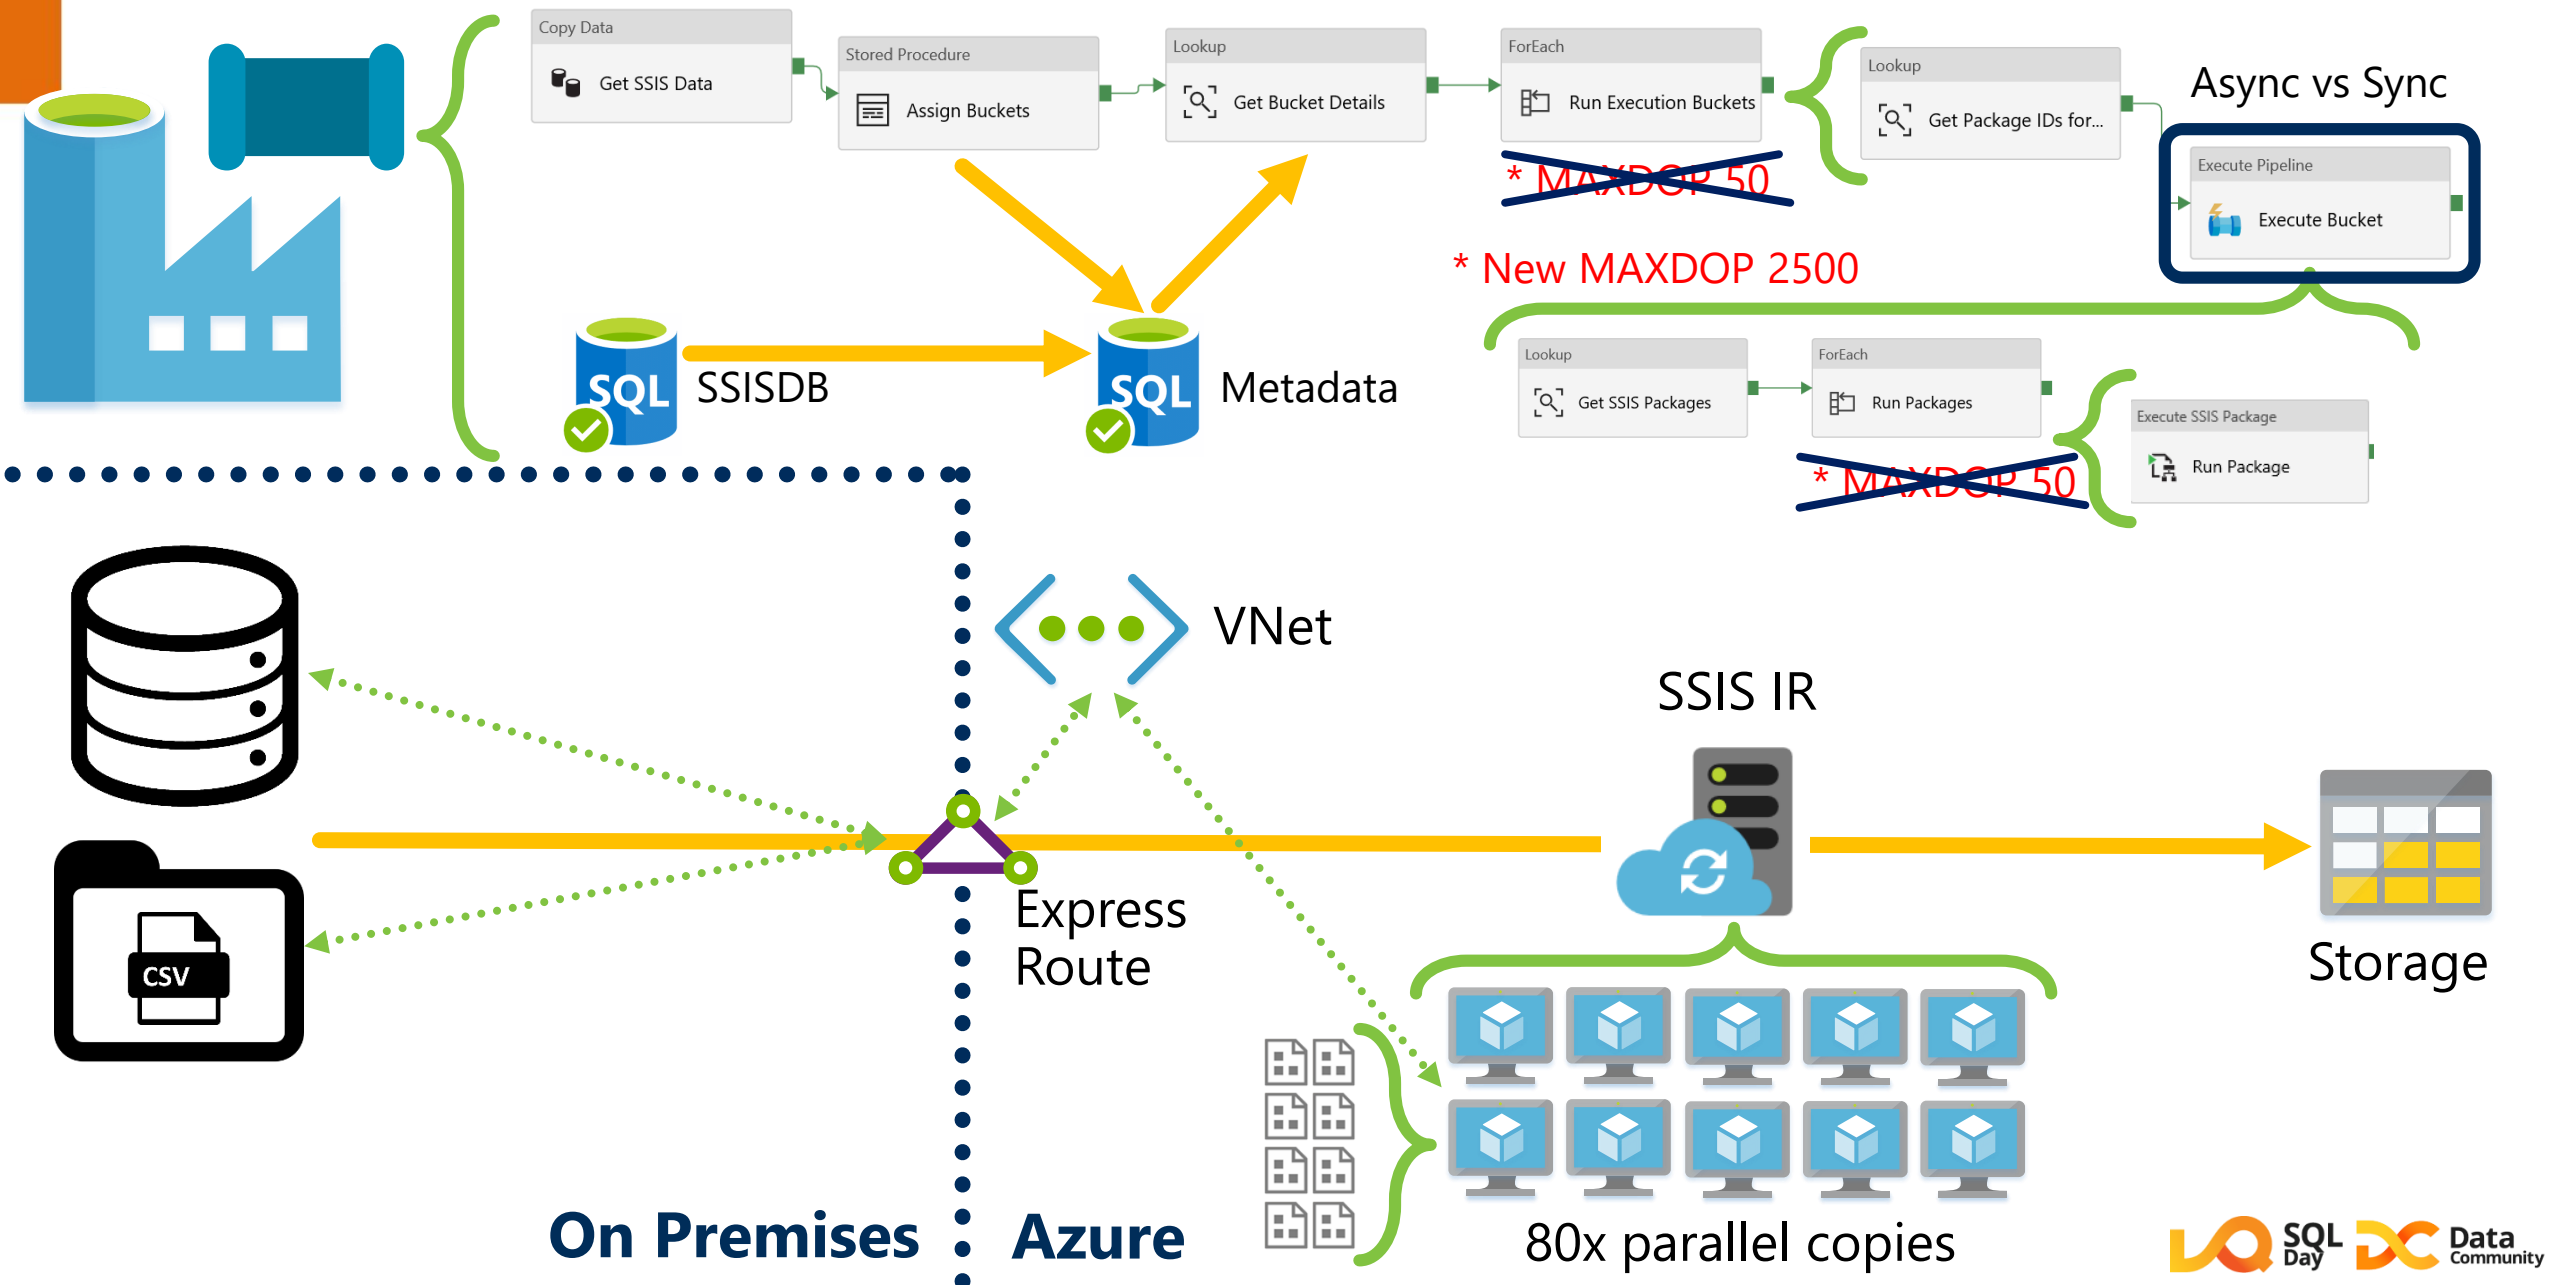 Copy Data
Get SSIS Data
Stored Procedure
Assign Buckets
Lookup
Get Bucket Details
ForEach
Run Execution Buckets
* MAXDOP 50
Lookup
Get Package IDs for...
Async vs Sync
Execute Pipeline
Execute Bucket
* New MAXDOP 2500
Lookup
Get SSIS Packages
ForEach
Run Packages
* MAXDOP 50
Execute SSIS Package
Run Package
SQL
SSISDB
SQL
Metadata
VNet
SSIS IR
Express
Route
CSV
Storage
On Premises
Azure
80x parallel copies
SQL
Day
Data
Community